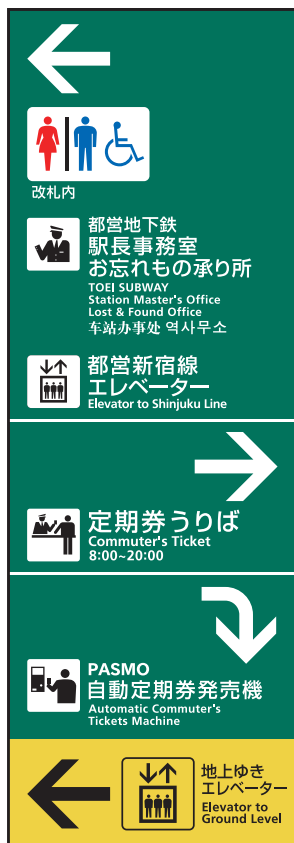 改札内
都営地下鉄
駅長事務室
お忘れもの承り所
TOEI SUBWAY
Station Master's Office
Lost & Found Office
车站办事处 역사무소
都営新宿線
エレベーター
Elevator to Shinjuku Line
定期券うりば
Commuter's Ticket
8:00~20:00
PASMO
自動定期券発売機
Automatic Commuter's
Tickets Machine
地上ゆき
エレベーター
Elevator to
Ground Level